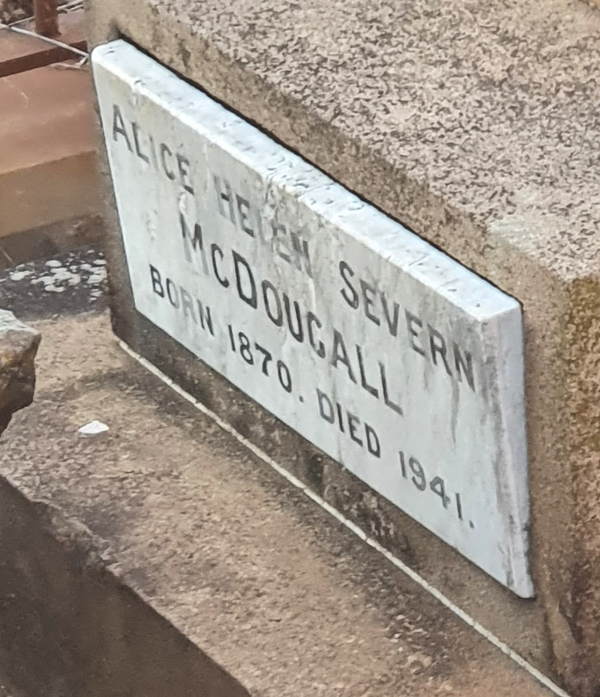 ALICE HELEN SEVERN
McDOUGALL
BORN 1870. DIED 1941.